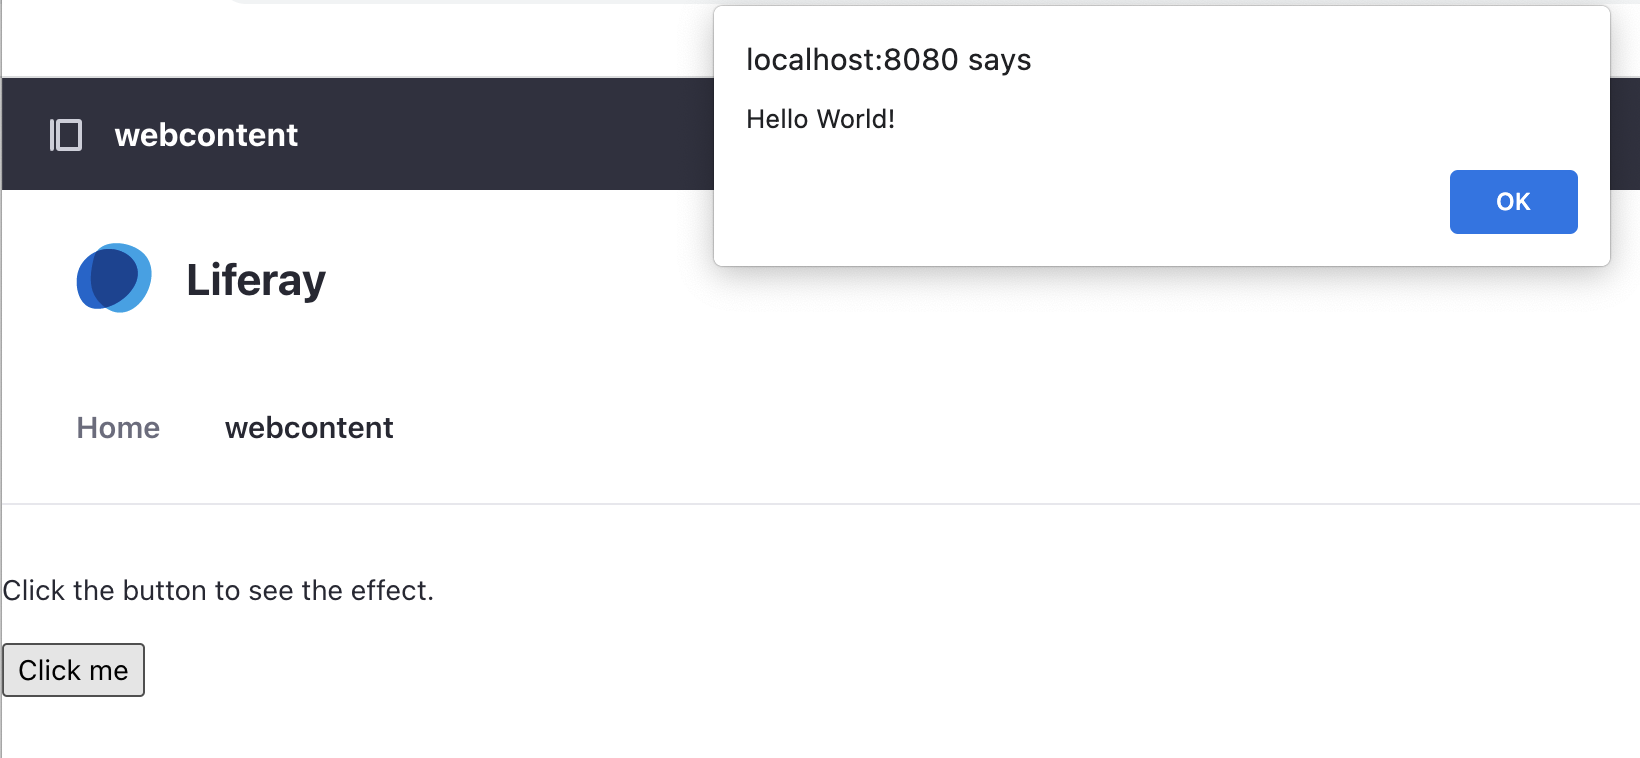 localhost:8080 says
Hello World!
OK
webcontent
Liferay
Home webcontent
Click the button to see the effect.
Click me